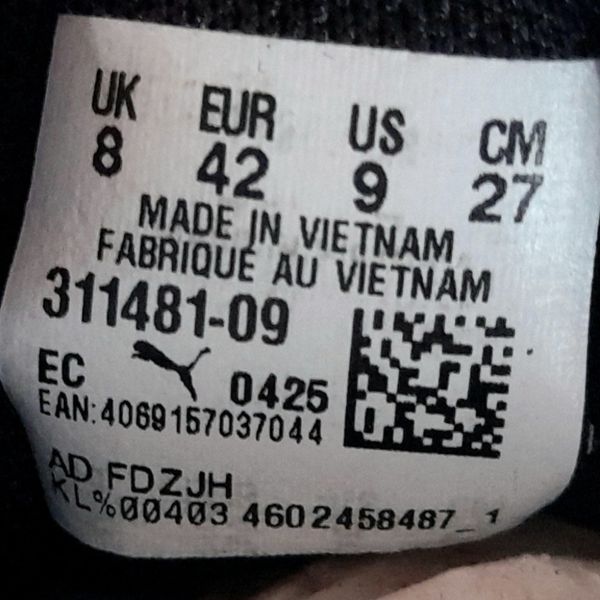 UK EUR US CM
8 42 9 27
MADE IN VIETNAM
FABRIQUÉ AU VIETNAM
311481-09
EC 0425
EAN:4069157037044
AD FDZJH
KL%00403 4602458487_1